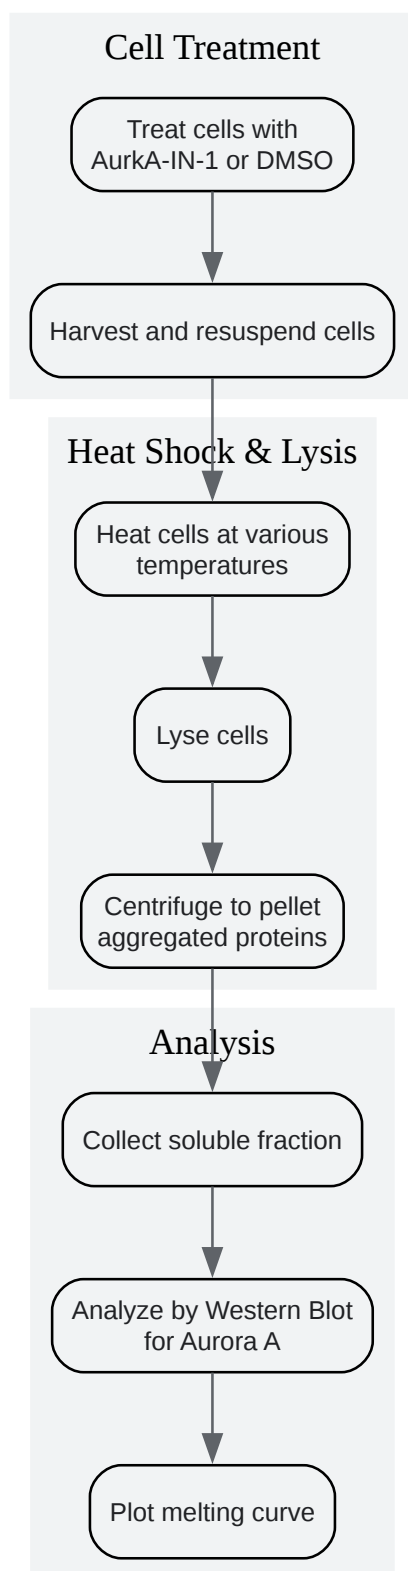 Cell Treatment
Treat cells with
AurkA-IN-1 or DMSO
Harvest and resuspend cells
Heat Shock & Lysis
Heat cells at various
temperatures
Lyse cells
Centrifuge to pellet
aggregated proteins
Analysis
Collect soluble fraction
Analyze by Western Blot
for Aurora A
Plot melting curve